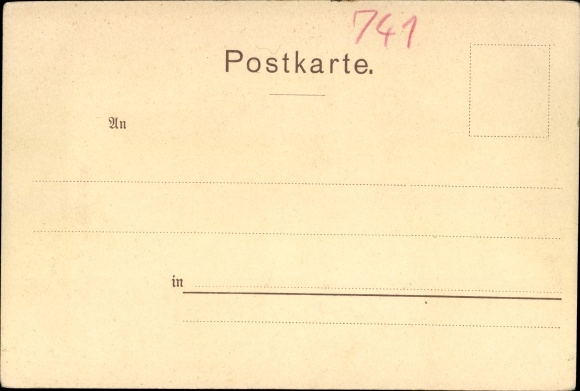 741
Postkarte.
An
in